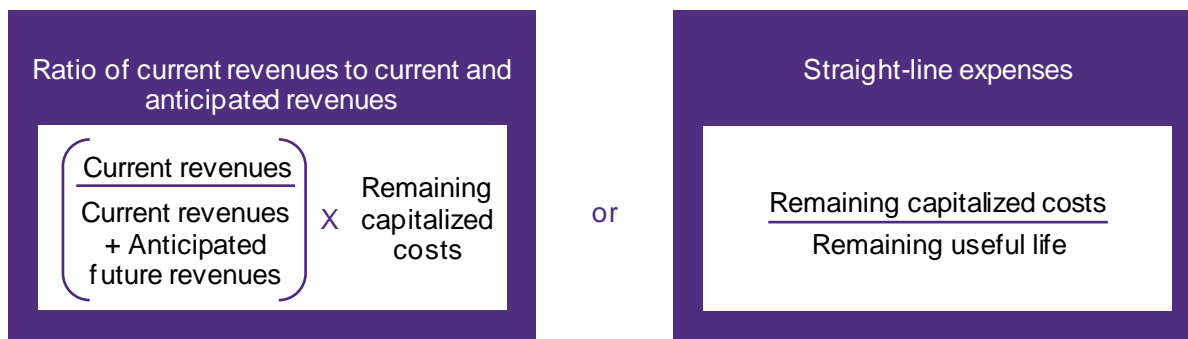 Ratio of current revenues to current and
anticipated revenues
Current revenues
Current revenues
+ Anticipated
future revenues
X
Remaining
capitalized
costs
or
Straight-line expenses
Remaining capitalized costs
Remaining useful life